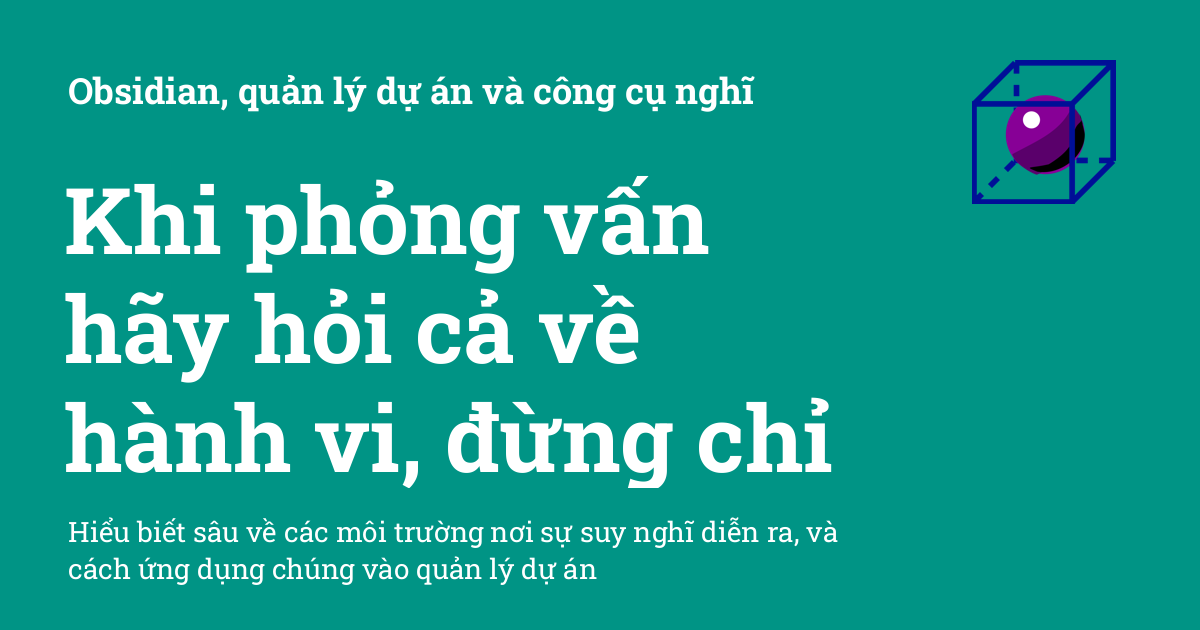 Obsidian, quản lý dự án và công cụ nghĩ
Khi phỏng vấn
hãy hỏi cả về
hành vi, đừng chỉ
Hiểu biết sâu về các môi trường nơi sự suy nghĩ diễn ra, và
cách ứng dụng chúng vào quản lý dự án